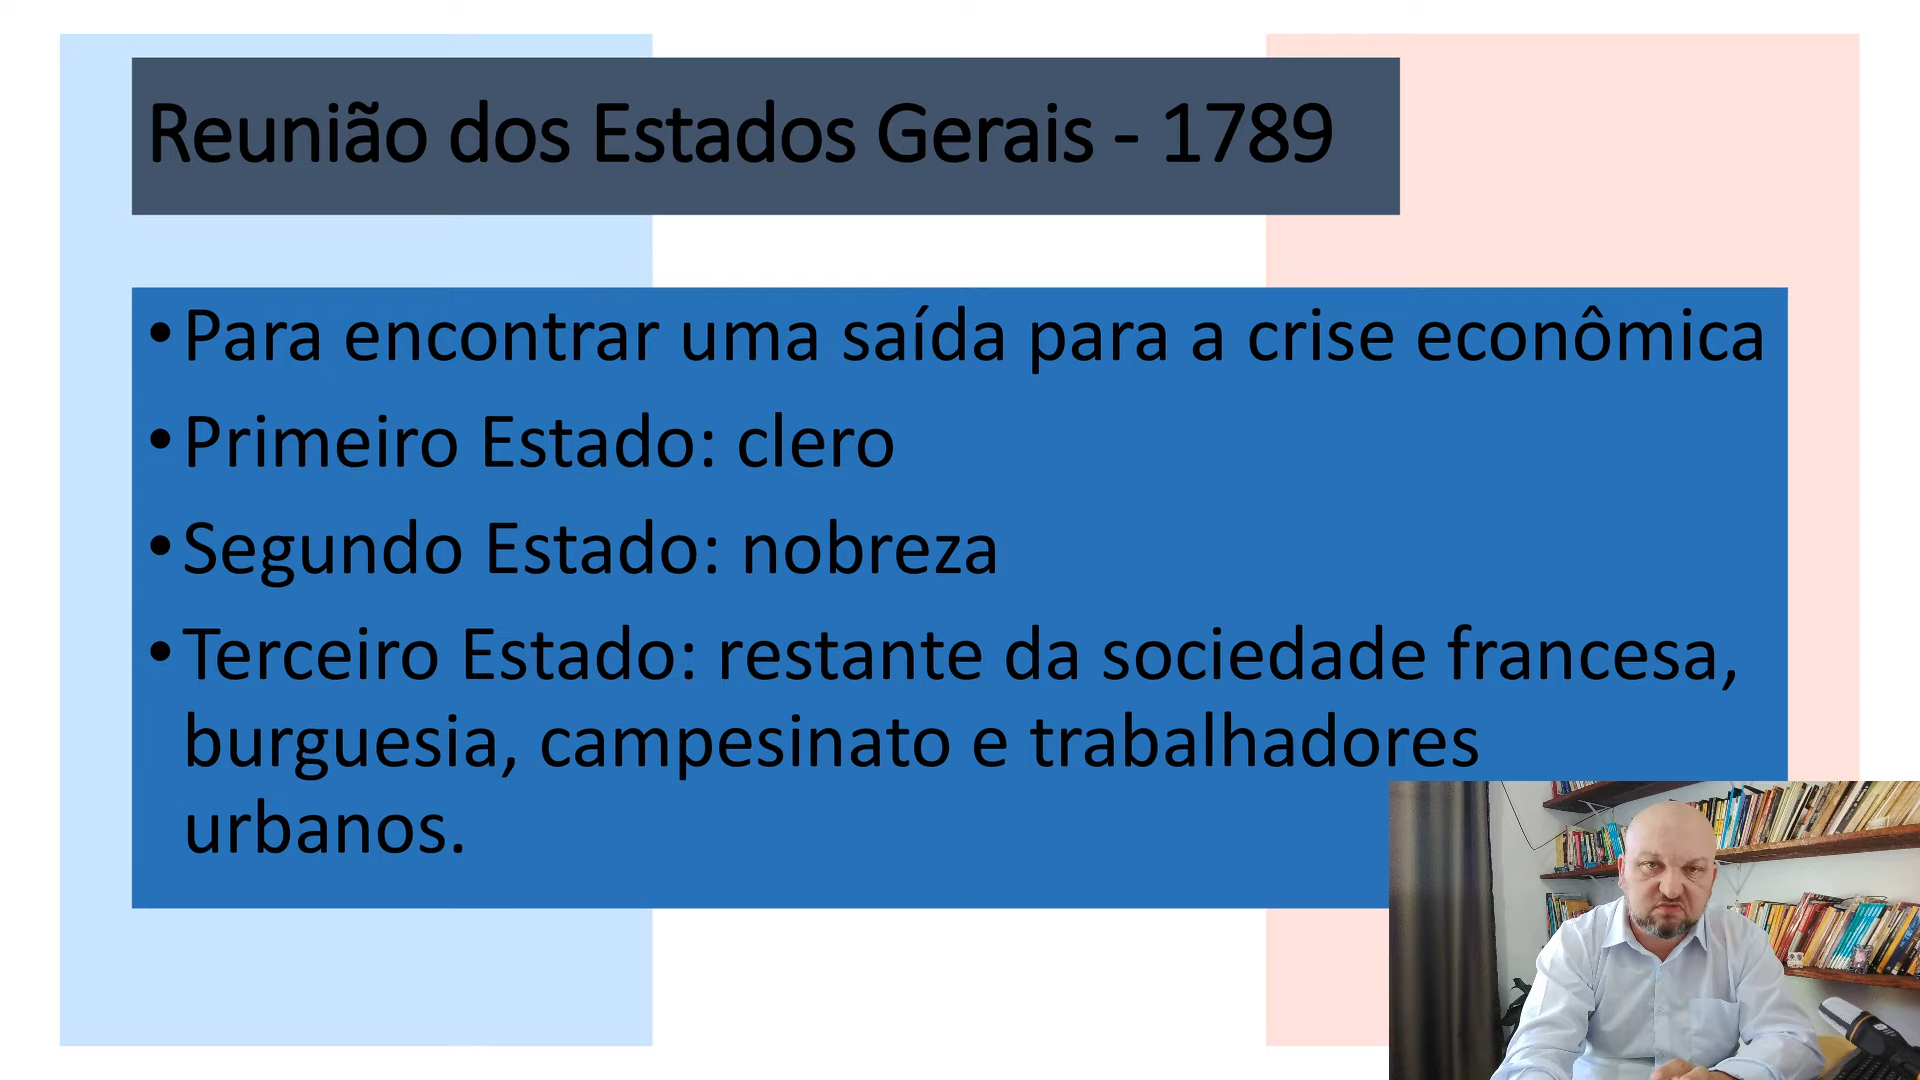 Reunião dos Estados Gerais - 1789
•Para encontrar uma saída para a crise econômica
•Primeiro Estado: clero
•Segundo Estado: nobreza
•Terceiro Estado: restante da sociedade francesa,
burguesia, campesinato e trabalhadores
urbanos.